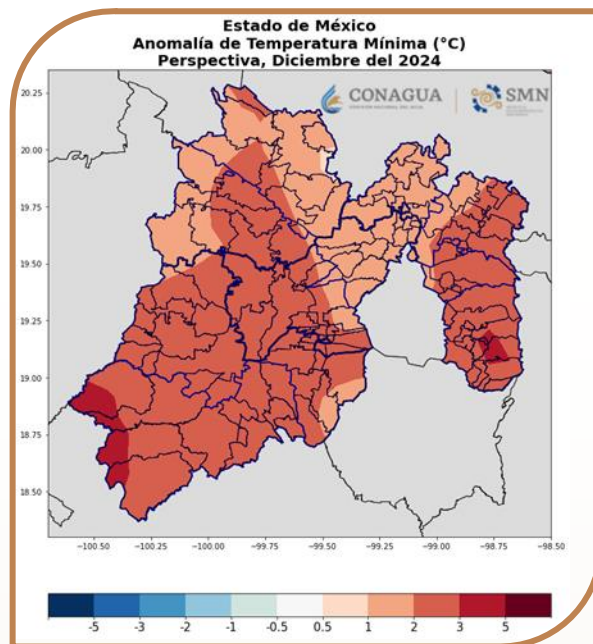 Estado de México
Anomalía de Temperatura Mínima (°C)
Perspectiva, Diciembre del 2024
CONAGUA
SMN
20.25
20.00
19.75
19.50
19.25
19.00
18.75
18.50
−100.50 −100.25 −100.00 −99.75 −99.50 −99.25 −99.00 −98.75 −98.50
-5 -3 -2 -1 -0.5 0.5 1 2 3 5